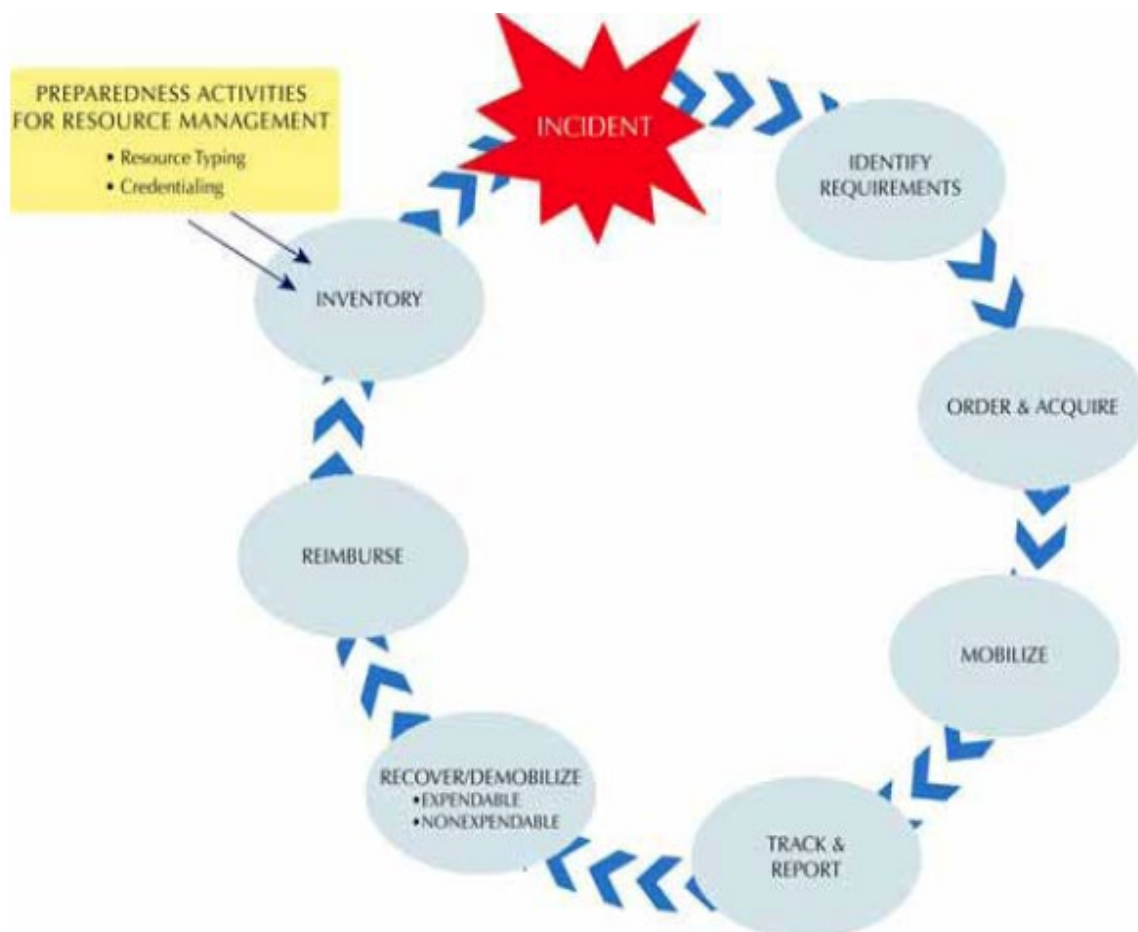 PREPAREDNESS ACTIVITIES
FOR RESOURCE MANAGEMENT
• Resource Typing
• Credentialing
INCIDENT
IDENTIFY
REQUIREMENTS
ORDER & ACQUIRE
MOBILIZE
TRACK &
REPORT
RECOVER/DEMOBILIZE
•EXPENDABLE
•NONEXPENDABLE
REIMBURSE
INVENTORY